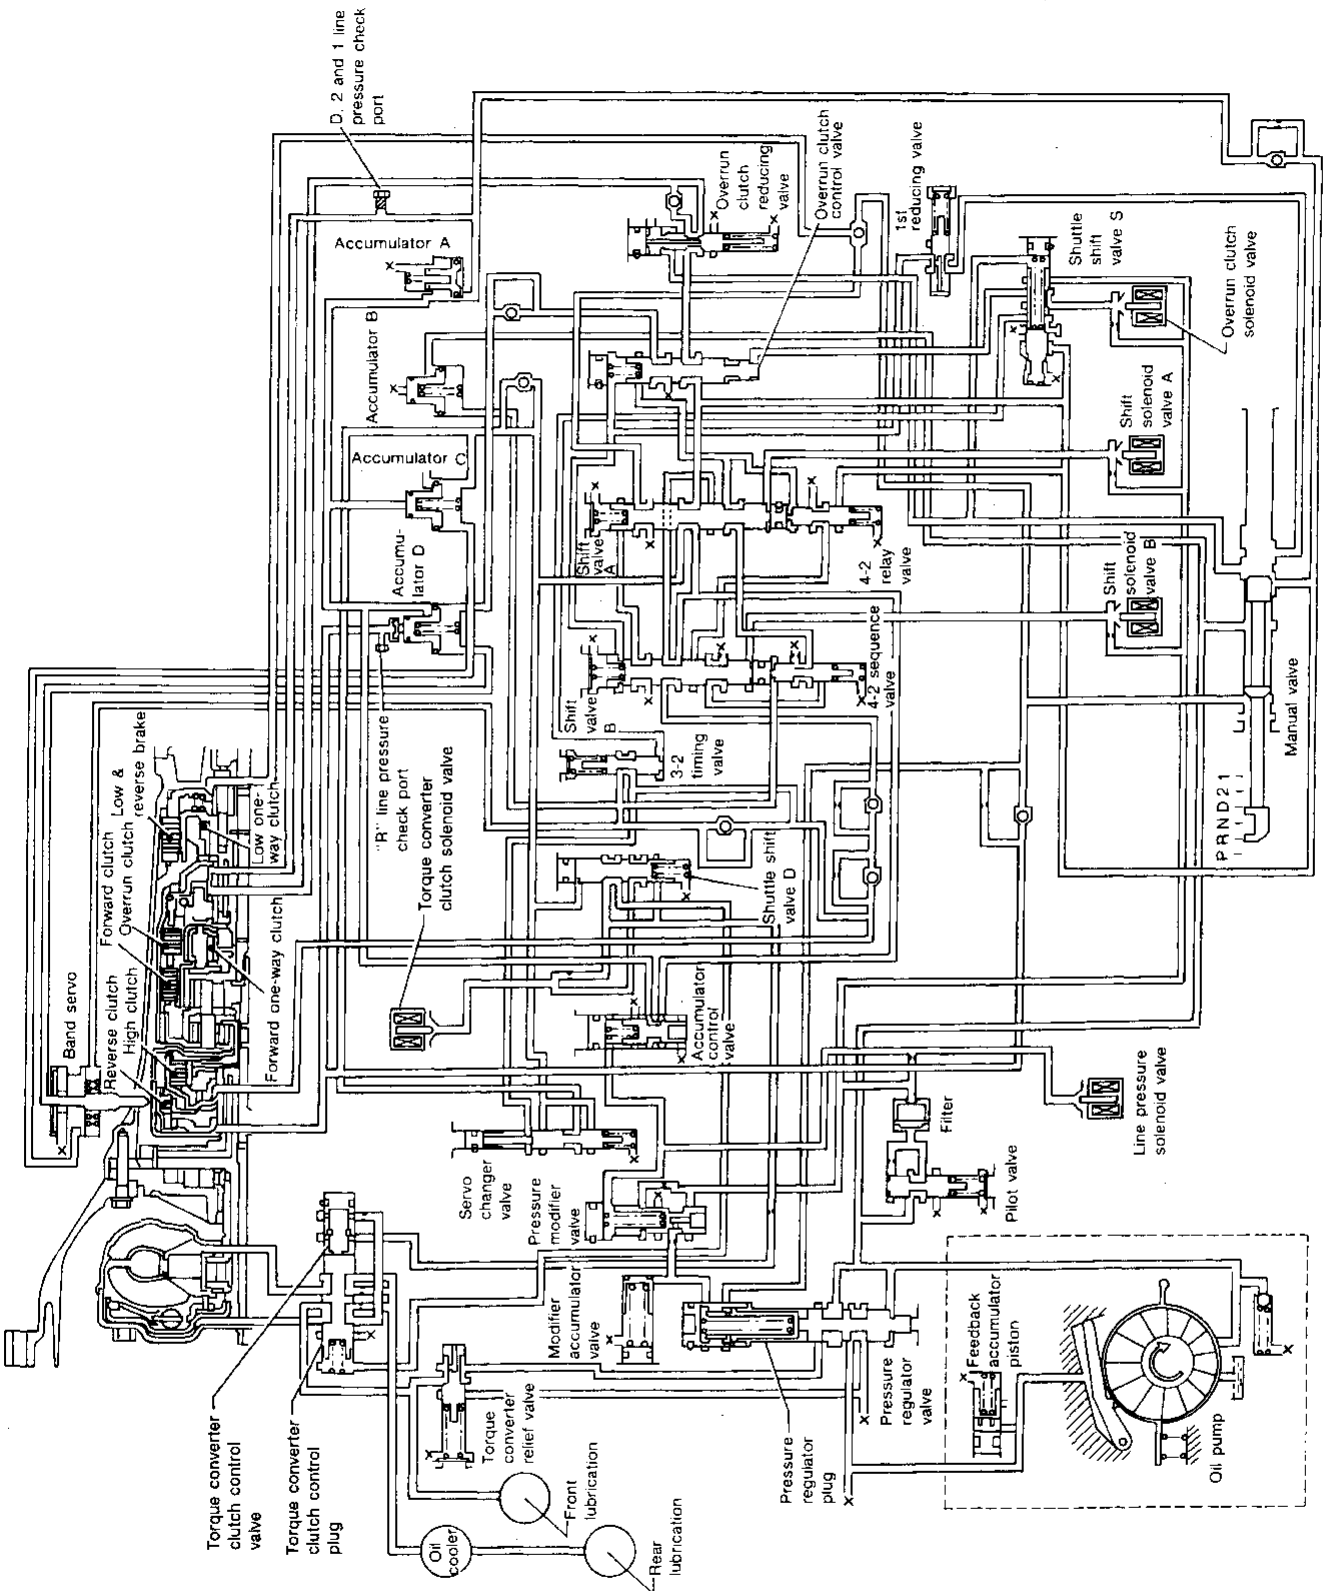 D, 2 and 1 line
pressure check
port
Accumulator A
Accumulator B
Accumulator C
Accumu-
lator D
"R" line pressure
check port
Torque converter
clutch solenoid valve
Band servo
Reverse clutch
High clutch
Forward clutch
Overrun clutch
Low &
reverse brake
Low one-
way clutch
Forward one-way clutch
Overrun
clutch
reducing
valve
Overrun clutch
control valve
1st
reducing valve
Shuttle
shift
valve S
Overrun clutch
solenoid valve
Shift
solenoid
valve A
Shift
solenoid
valve B
Shift
valve
A
4-2
relay
valve
Shift
valve
B
4-2 sequence
valve
3-2
timing
valve
Shuttle shift
valve D
Accumulator
control
valve
Manual valve
P R N D 2 1
Servo
changer
valve
Pressure
modifier
valve
Modifier
accumulator
valve
Filter
Pilot valve
Line pressure
solenoid valve
Torque converter
clutch control
valve
Torque converter
clutch control
plug
Torque
converter
relief valve
Front
lubrication
Rear
lubrication
Oil
cooler
Pressure
regulator
plug
Pressure
regulator
valve
Feedback
accumulator
piston
Oil pump